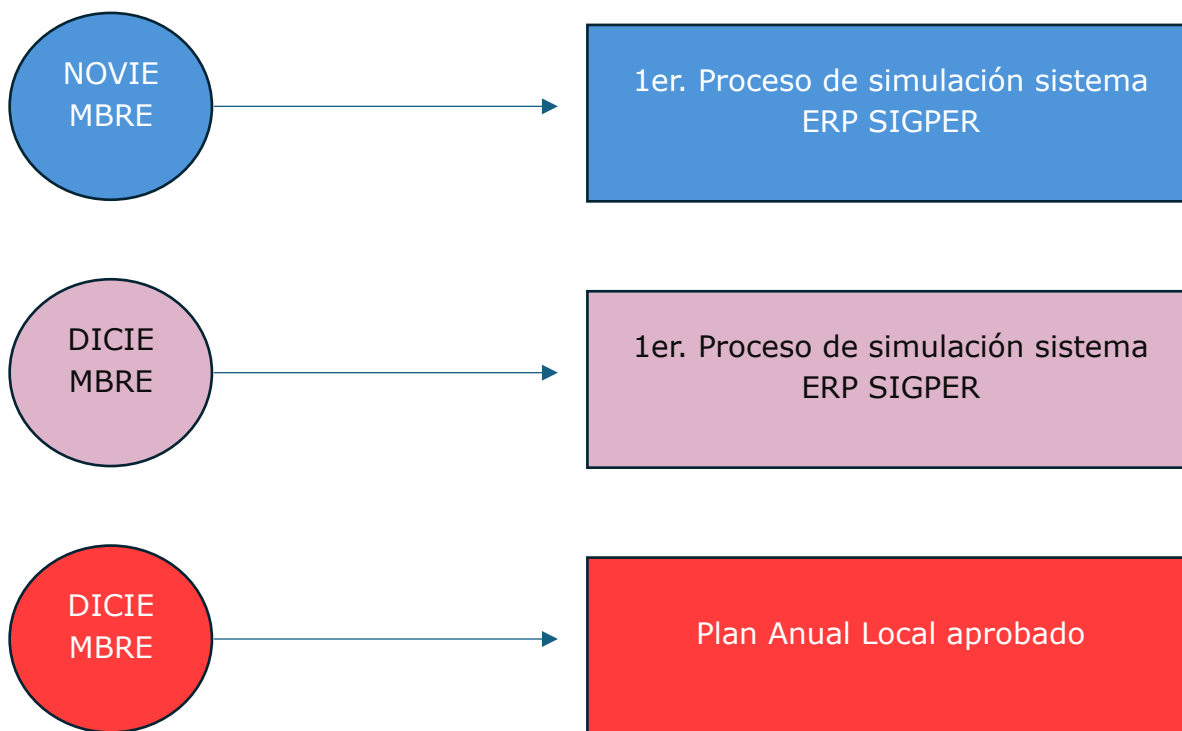 NOVIE
MBRE
1er. Proceso de simulación sistema
ERP SIGPER
DICIE
MBRE
1er. Proceso de simulación sistema
ERP SIGPER
DICIE
MBRE
Plan Anual Local aprobado